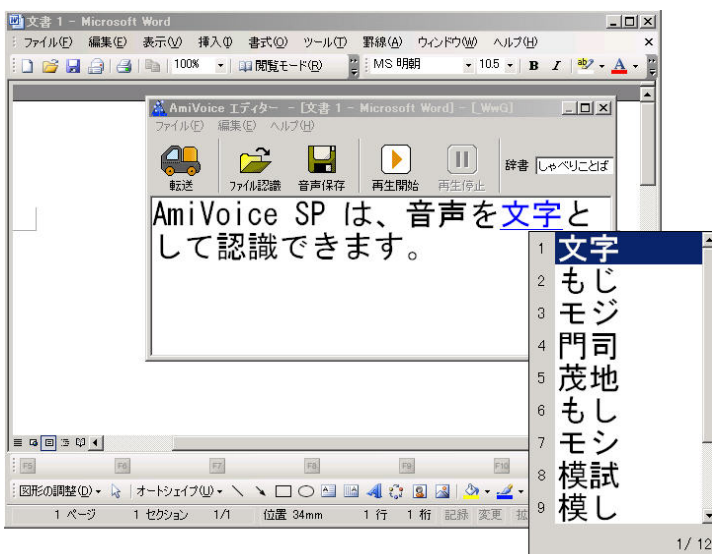 文書 1 - Microsoft Word
ファイル(F) 編集(E) 表示(V) 挿入(I) 書式(O) ツール(T) 罫線(A) ウィンドウ(W) ヘルプ(H)
100% 閲覧モード(R) MS 明朝 10.5 B I A
AmiVoice エディター - [文書 1 - Microsoft Word] - [_WwG]
ファイル(F) 編集(E) ヘルプ(H)
転送 ファイル認識 音声保存 再生開始 再生停止 辞書 しゃべりことば
AmiVoice SP は、音声を文字と
して認識できます。
1 文字
2 もじ
3 モジ
4 門司
5 茂地
6 もし
7 モシ
8 模試
9 模し
1/ 12
F5 F6 F7 F8 F9 F10
図形の調整(D) オートシェイプ(U)
1 ページ 1 セクション 1/1 位置 34mm 1 行 1 桁 記録 変更 拡